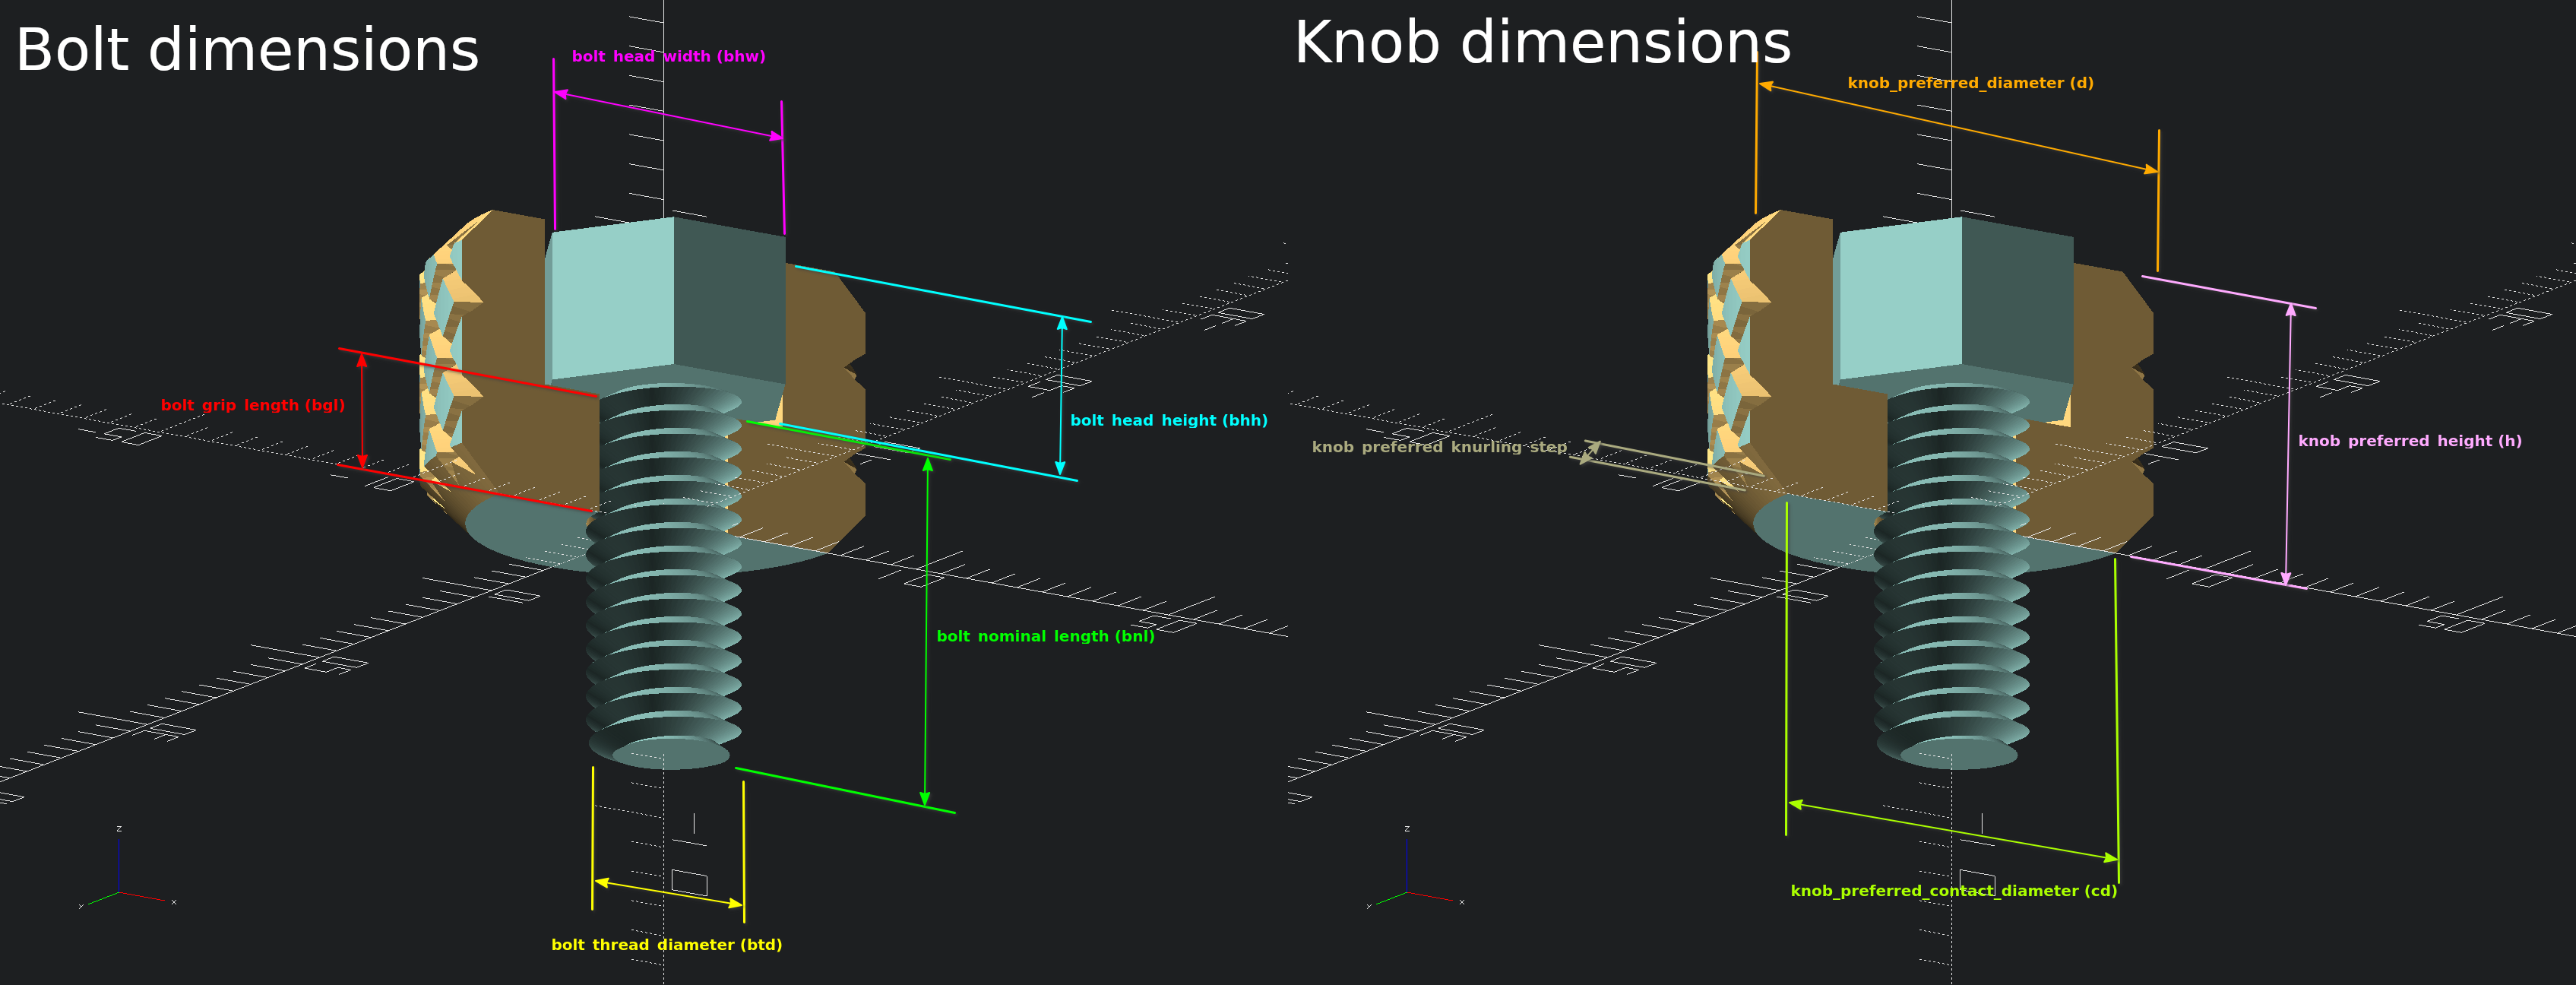 Bolt dimensions
bolt head width (bhw)
bolt grip length (bgl)
bolt head height (bhh)
bolt nominal length (bnl)
bolt thread diameter (btd)
z
y
x
Knob dimensions
knob_preferred_diameter (d)
knob preferred knurling step
knob preferred height (h)
knob_preferred_contact_diameter (cd)
z
y
x